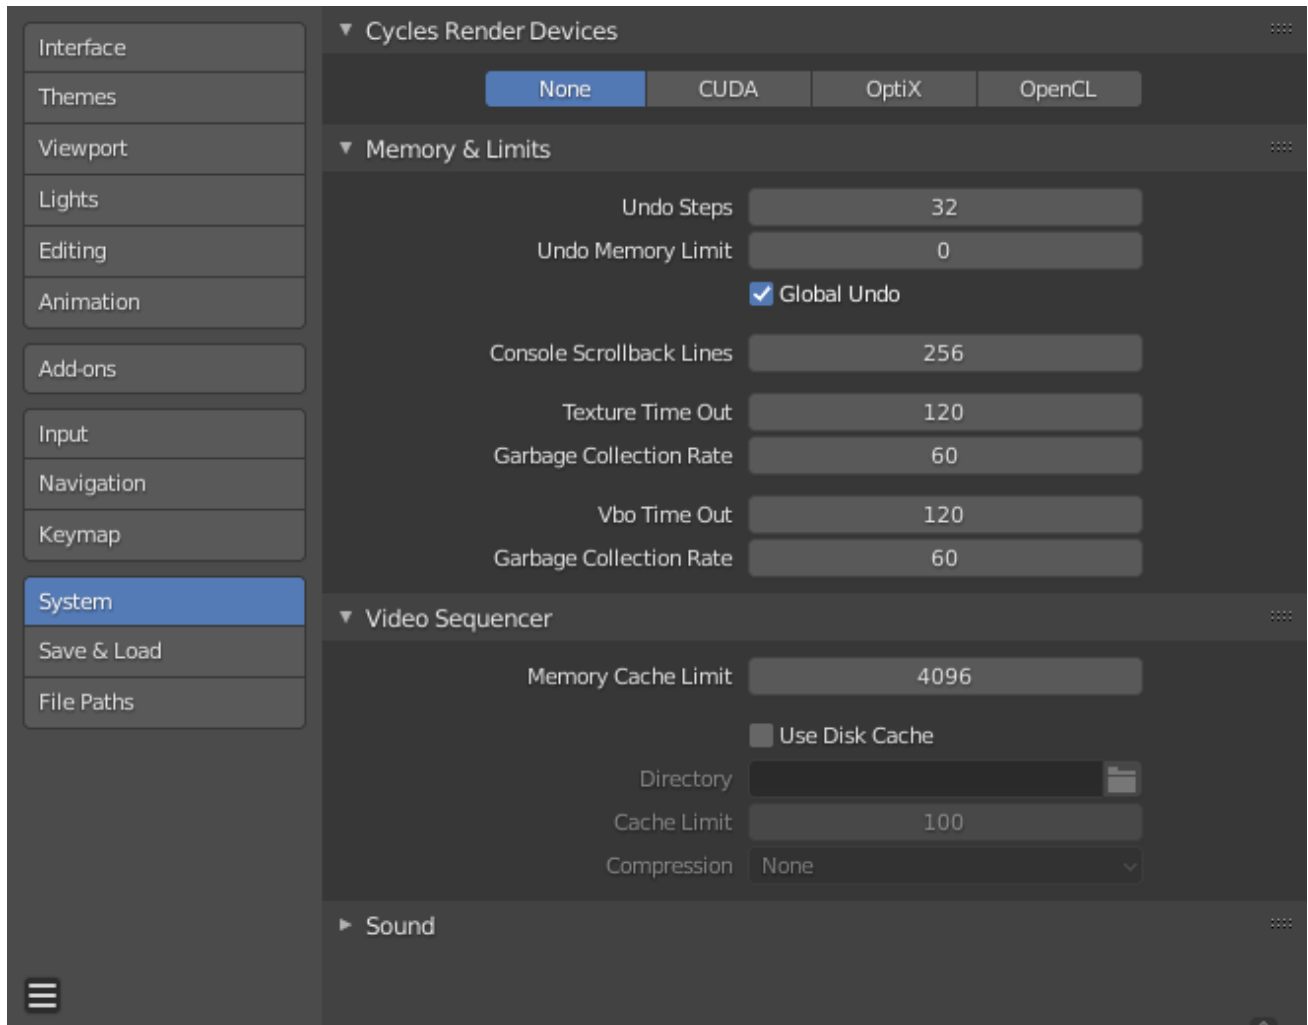 Interface
Themes
Viewport
Lights
Editing
Animation
Add-ons
Input
Navigation
Keymap
System
Save & Load
File Paths
Cycles Render Devices
None CUDA OptiX OpenCL
Memory & Limits
Undo Steps 32
Undo Memory Limit 0
Global Undo
Console Scrollback Lines 256
Texture Time Out 120
Garbage Collection Rate 60
Vbo Time Out 120
Garbage Collection Rate 60
Video Sequencer
Memory Cache Limit 4096
Use Disk Cache
Directory
Cache Limit 100
Compression None
Sound